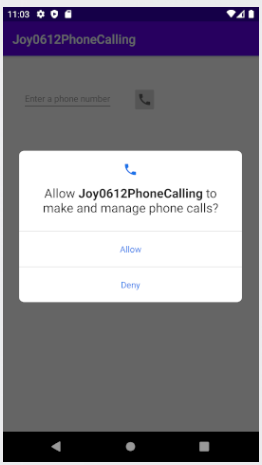 11:03
Joy0612PhoneCalling
Enter a phone number
Allow Joy0612PhoneCalling to
make and manage phone calls?
Allow
Deny